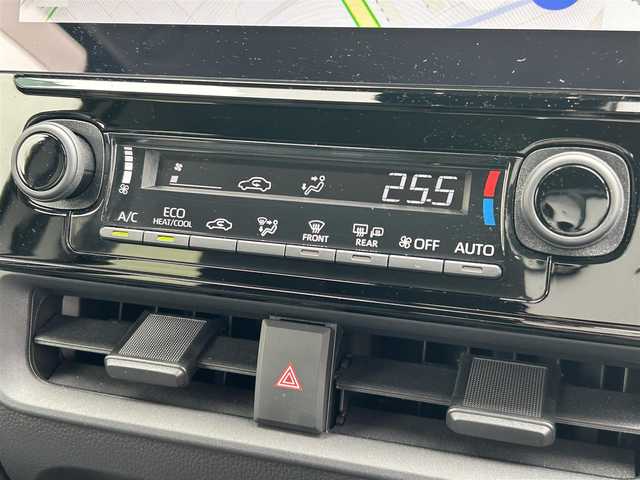 25.5
A/C
ECO
HEAT/COOL
FRONT
REAR
OFF
AUTO